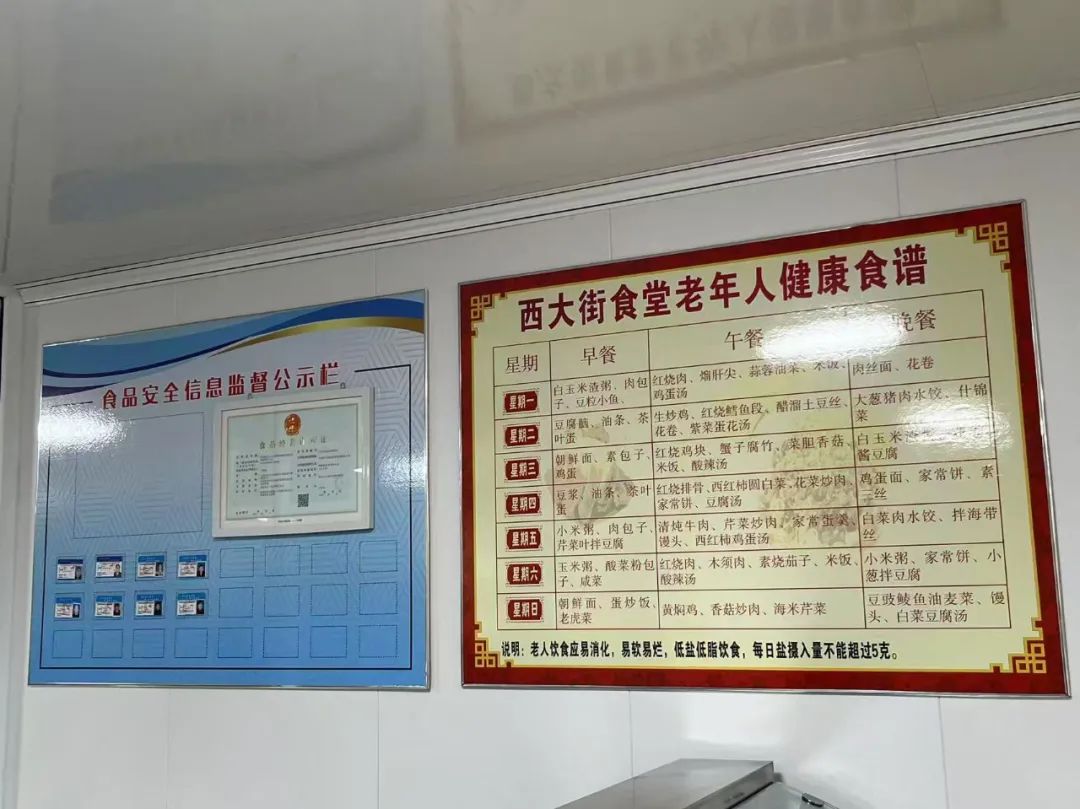 食品安全信息监督公示栏
西大街食堂老年人健康食谱
星期 早餐 午餐 晚餐
星期一 白玉米渣粥、肉包子、豆粒小鱼、 红烧肉、熘肝尖、蒜蓉油菜、米饭、鸡蛋汤 肉丝面、花卷
星期二 豆腐脑、油条、茶叶蛋 牛炒鸡、红烧鳕鱼段、醋溜土豆丝、花卷、紫菜蛋花汤 大葱猪肉水饺、什锦菜
星期三 朝鲜面、素包子、鸡蛋 红烧鸡块、蟹子腐竹、菜胆香菇、米饭、酸辣汤 白玉米 酱豆腐
星期四 豆浆、油条、茶叶蛋 红烧排骨、西红柿圆白菜、花菜炒肉、家常饼、豆腐汤 鸡蛋面、家常饼、素三丝
星期五 小米粥、肉包子、芹菜叶拌豆腐 清炖牛肉、芹菜炒肉、家常蛋羹、馒头、西红柿鸡蛋汤 白菜肉水饺、拌海带丝
星期六 玉米粥、酸菜粉包子、咸菜 红烧肉、木须肉、素烧茄子、米饭、酸辣汤 小米粥、家常饼、小葱拌豆腐
星期日 朝鲜面、蛋炒饭、老虎菜 黄焖鸡、香菇炒肉、海米芹菜 豆豉鲮鱼油麦菜、馒头、白菜豆腐汤
说明：老人饮食应易消化，易软易烂，低盐低脂饮食，每日盐摄入量不能超过5克。